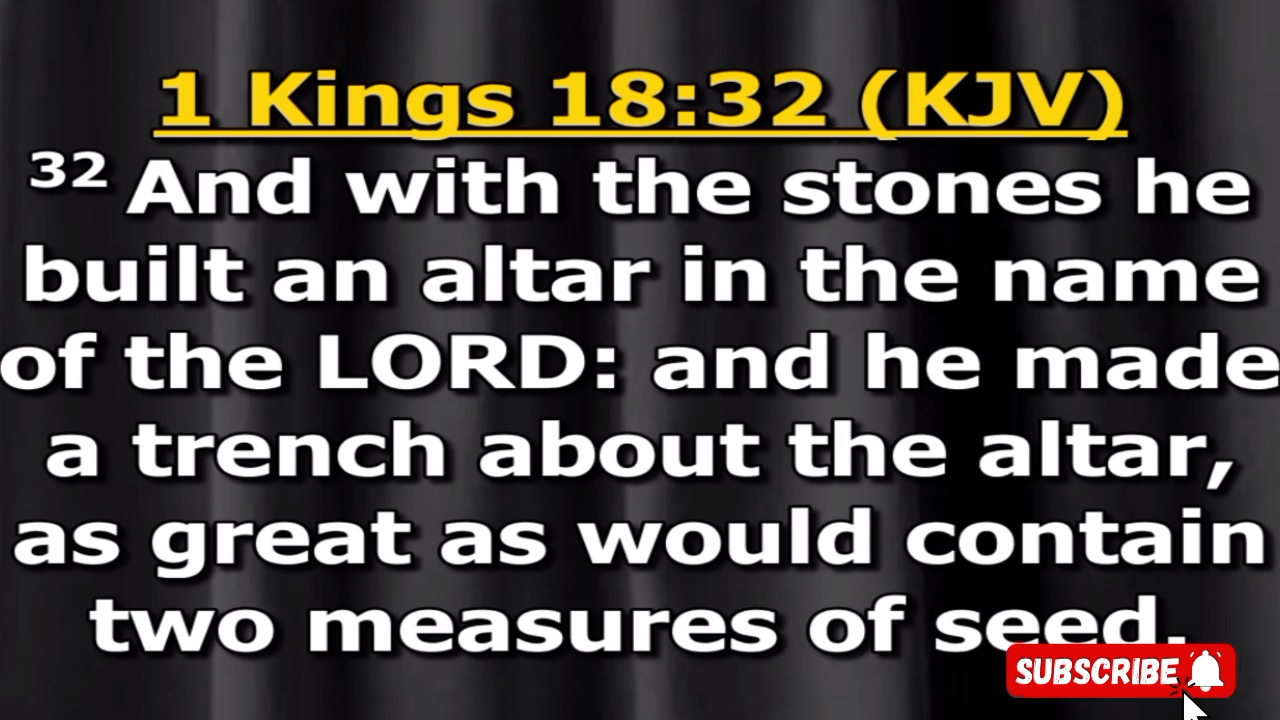 1 Kings 18:32 (KJV)
32 And with the stones he
built an altar in the name
of the LORD: and he made
a trench about the altar,
as great as would contain
two measures of seed.
SUBSCRIBE